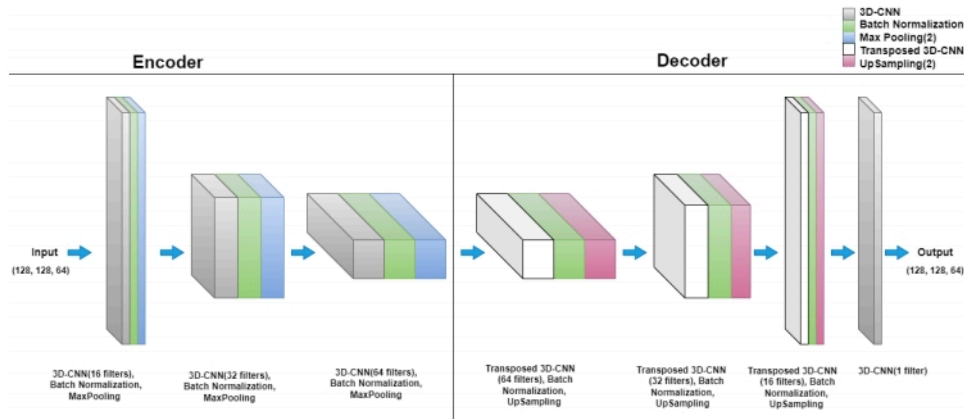 3D-CNN
Batch Normalization
Max Pooling(2)
Transposed 3D-CNN
UpSampling(2)
Encoder
Decoder
Input
(128, 128, 64)
Output
(128, 128, 64)
3D-CNN(16 filters),
Batch Normalization,
MaxPooling
3D-CNN(32 filters),
Batch Normalization,
MaxPooling
3D-CNN(64 filters),
Batch Normalization,
MaxPooling
Transposed 3D-CNN
(64 filters), Batch
Normalization,
UpSampling
Transposed 3D-CNN
(32 filters), Batch
Normalization,
UpSampling
Transposed 3D-CNN
(16 filters), Batch
Normalization,
UpSampling
3D-CNN(1 filter)